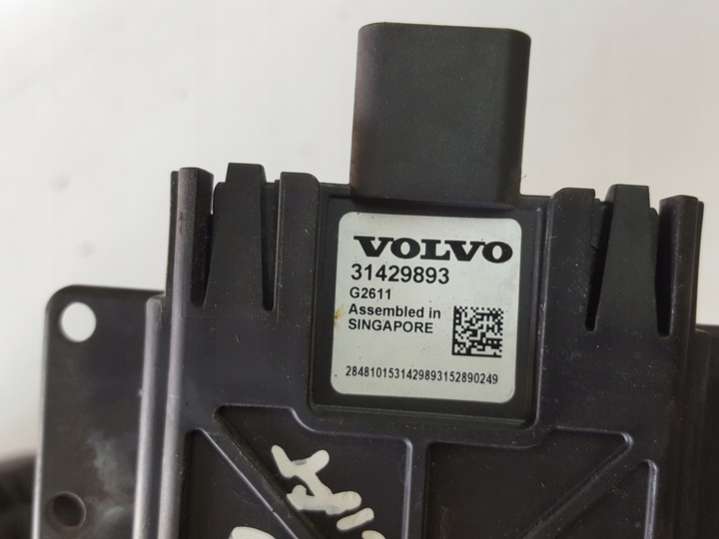 VOLVO
31429893
G2611
Assembled in
SINGAPORE
2848101531429893152890249